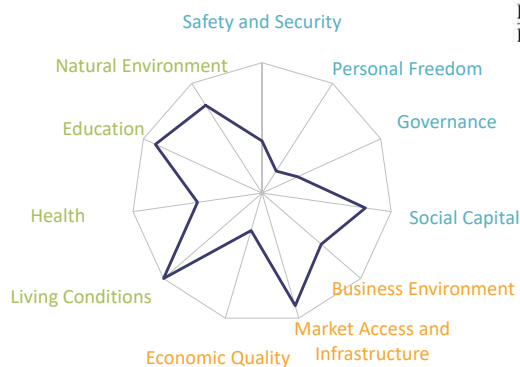 Safety and Security
Natural Environment
Personal Freedom
Education
Governance
Health
Social Capital
Living Conditions
Business Environment
Market Access and
Infrastructure
Economic Quality